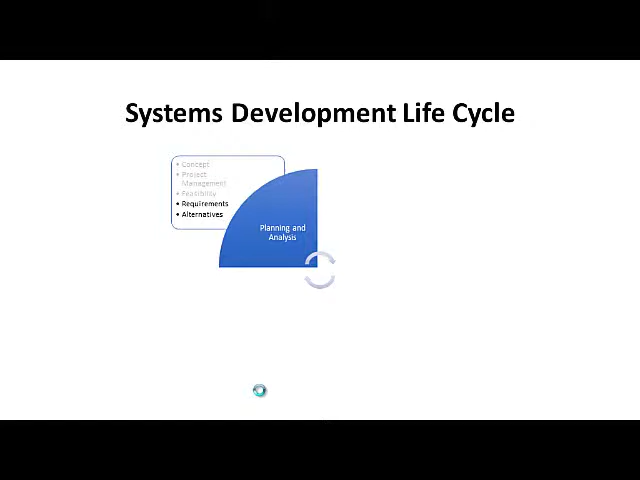 Systems Development Life Cycle
• Concept
• Project
Management
• Feasibility
• Requirements
• Alternatives
Planning and
Analysis